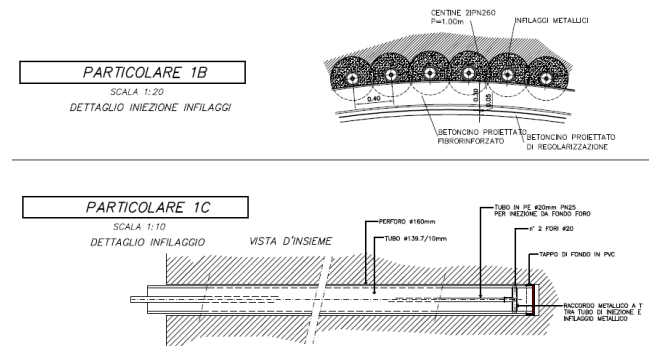 CENTINE 2IPN260
P=1.00m
INFILAGGI METALLICI
PARTICOLARE 1B
SCALA 1:20
DETTAGLIO INIEZIONE INFILAGGI
0.40
0.30
0.05
BETONCINO PROIETTATO
FIBRORINFORZATO
BETONCINO PROIETTATO
DI REGOLARIZZAZIONE
PARTICOLARE 1C
SCALA 1:10
DETTAGLIO INFILAGGIO
VISTA D'INSIEME
PERFORO ø160mm
TUBO ø139.7/10mm
TUBO IN PE ø20mm PN25
PER INIEZIONE DA FONDO FORO
n° 2 FORI ø20
TAPPO DI FONDO IN PVC
RACCORDO METALLICO A T
TRA TUBO DI INIEZIONE E
INFILAGGIO METALLICO